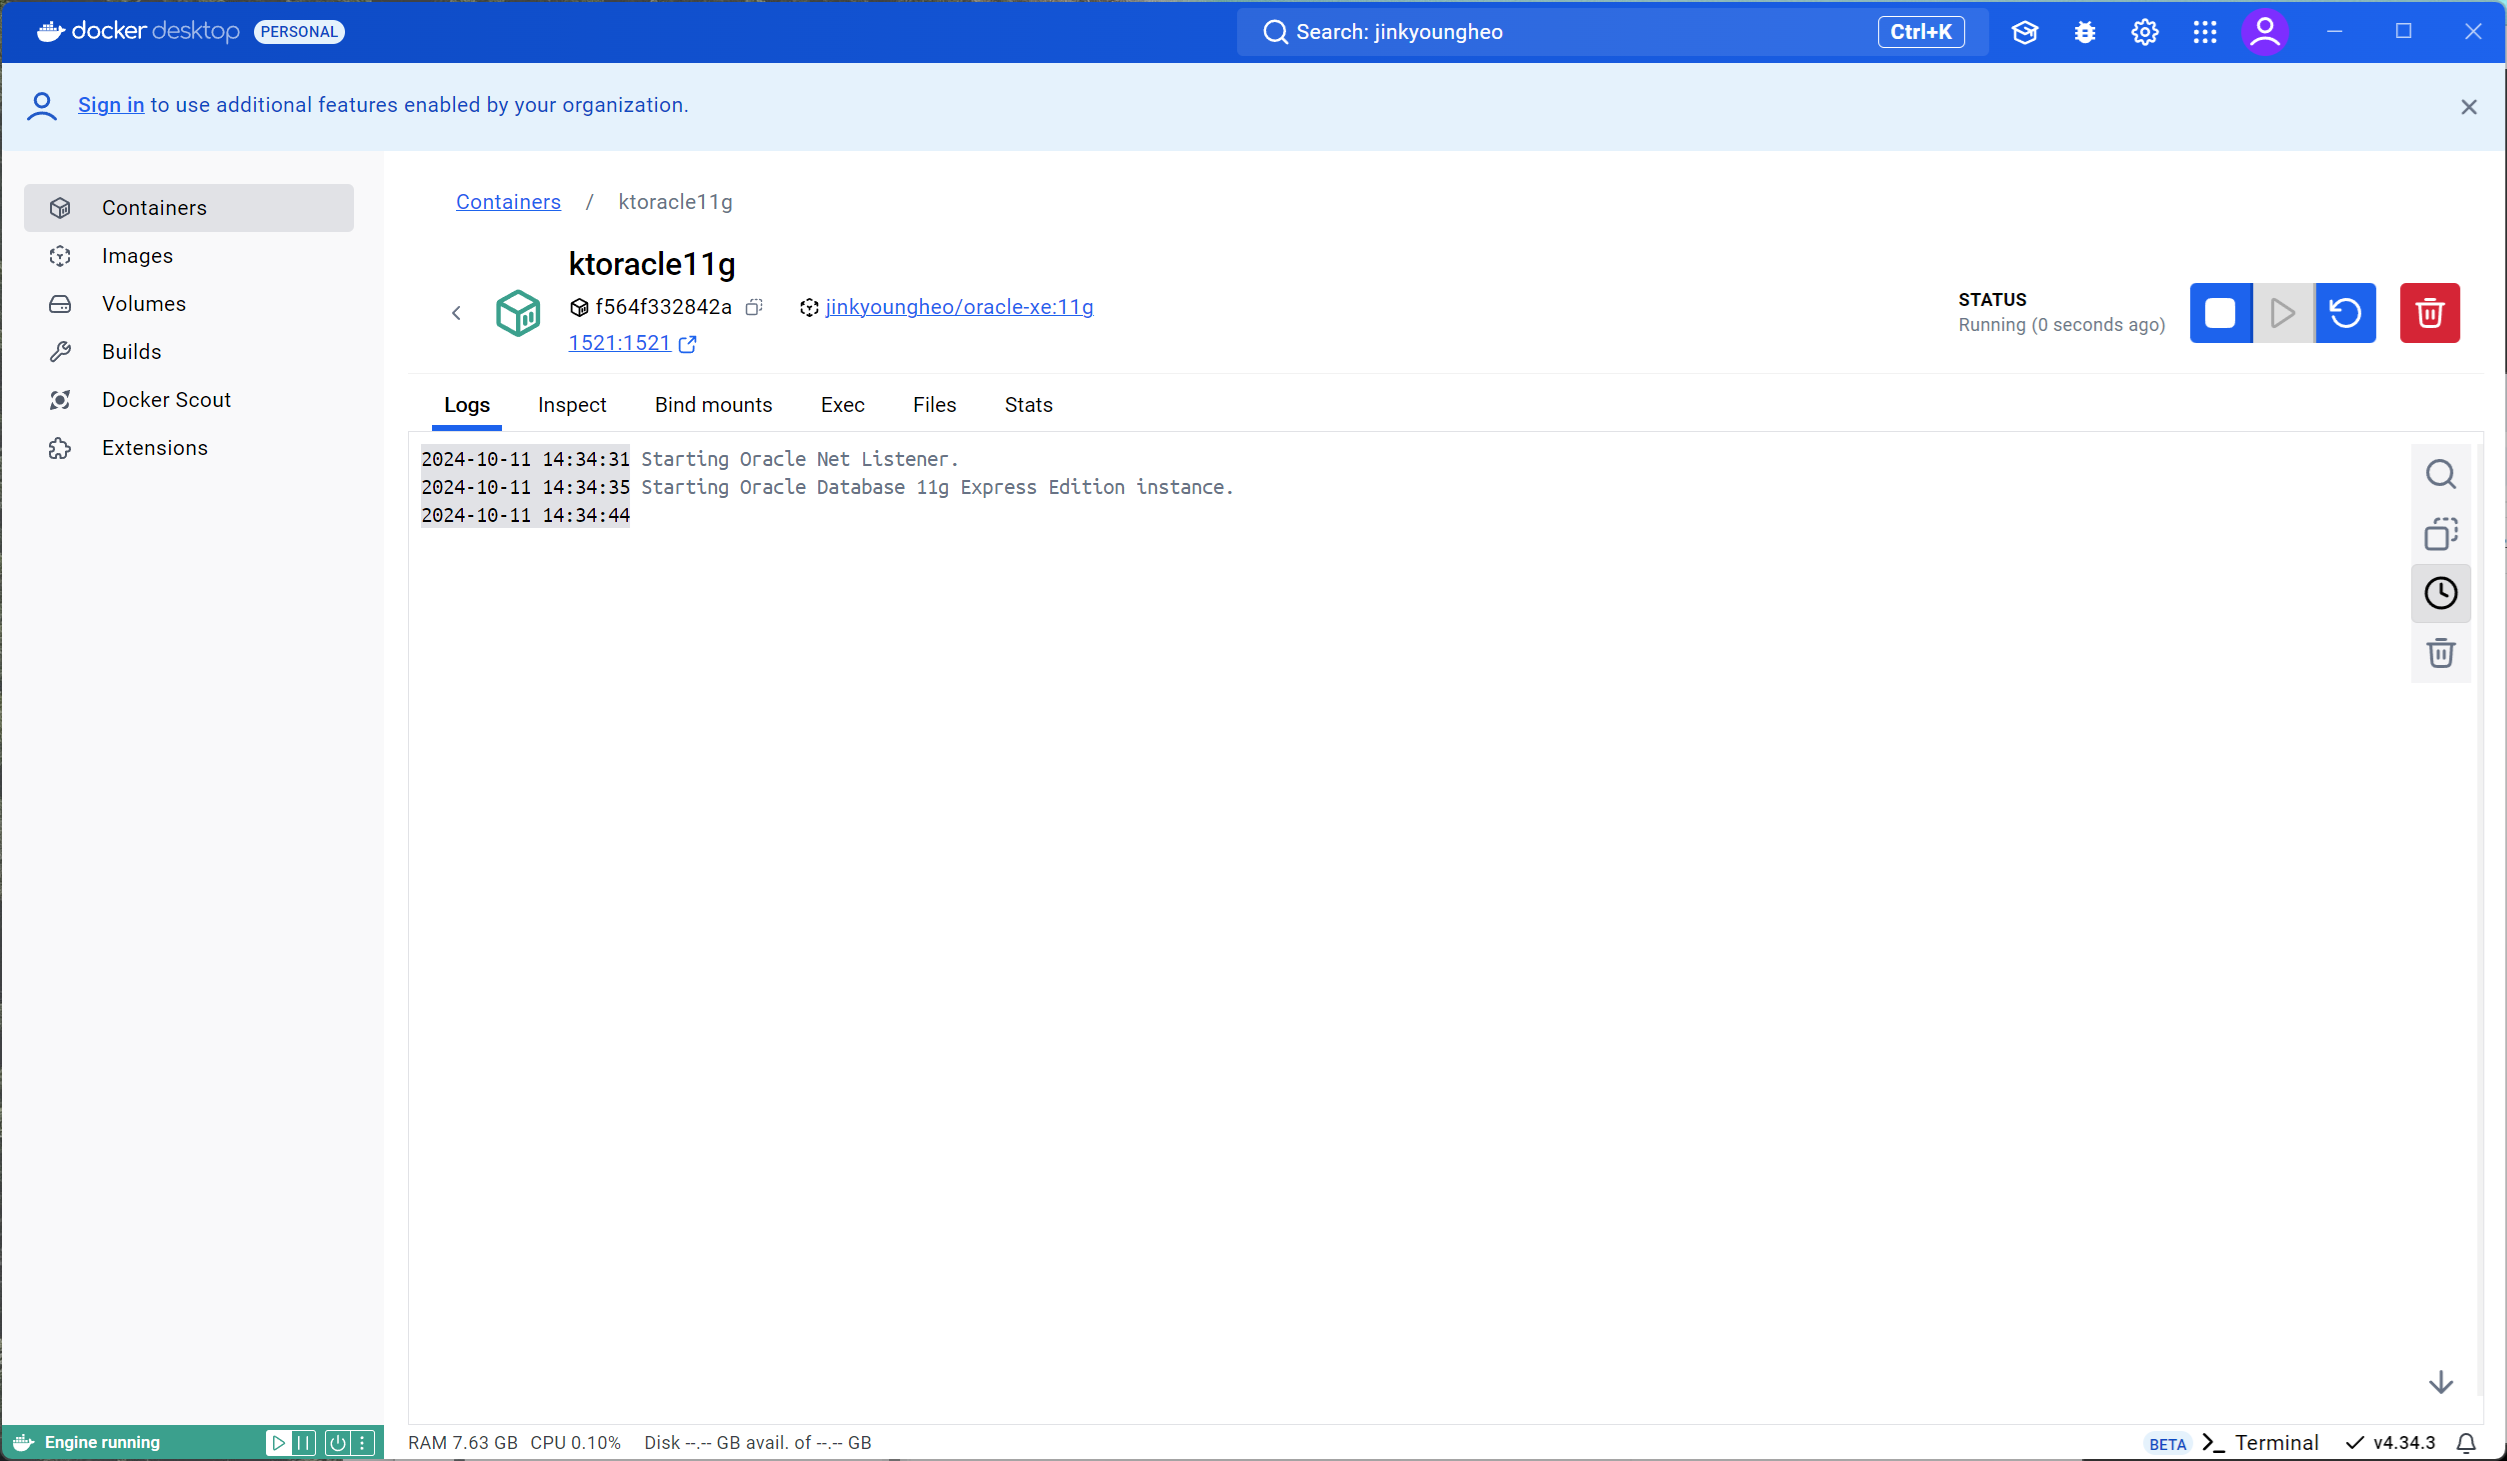 docker desktop PERSONAL
Search: jinkyoungheo Ctrl+K
Sign in to use additional features enabled by your organization.
Containers
Images
Volumes
Builds
Docker Scout
Extensions
Containers / ktoracle11g
ktoracle11g
f564f332842a jinkyoungheo/oracle-xe:11g
1521:1521
STATUS
Running (0 seconds ago)
Logs Inspect Bind mounts Exec Files Stats
2024-10-11 14:34:31 Starting Oracle Net Listener.
2024-10-11 14:34:35 Starting Oracle Database 11g Express Edition instance.
2024-10-11 14:34:44
Engine running
RAM 7.63 GB CPU 0.10% Disk --.-- GB avail. of --.-- GB
BETA >_ Terminal v4.34.3